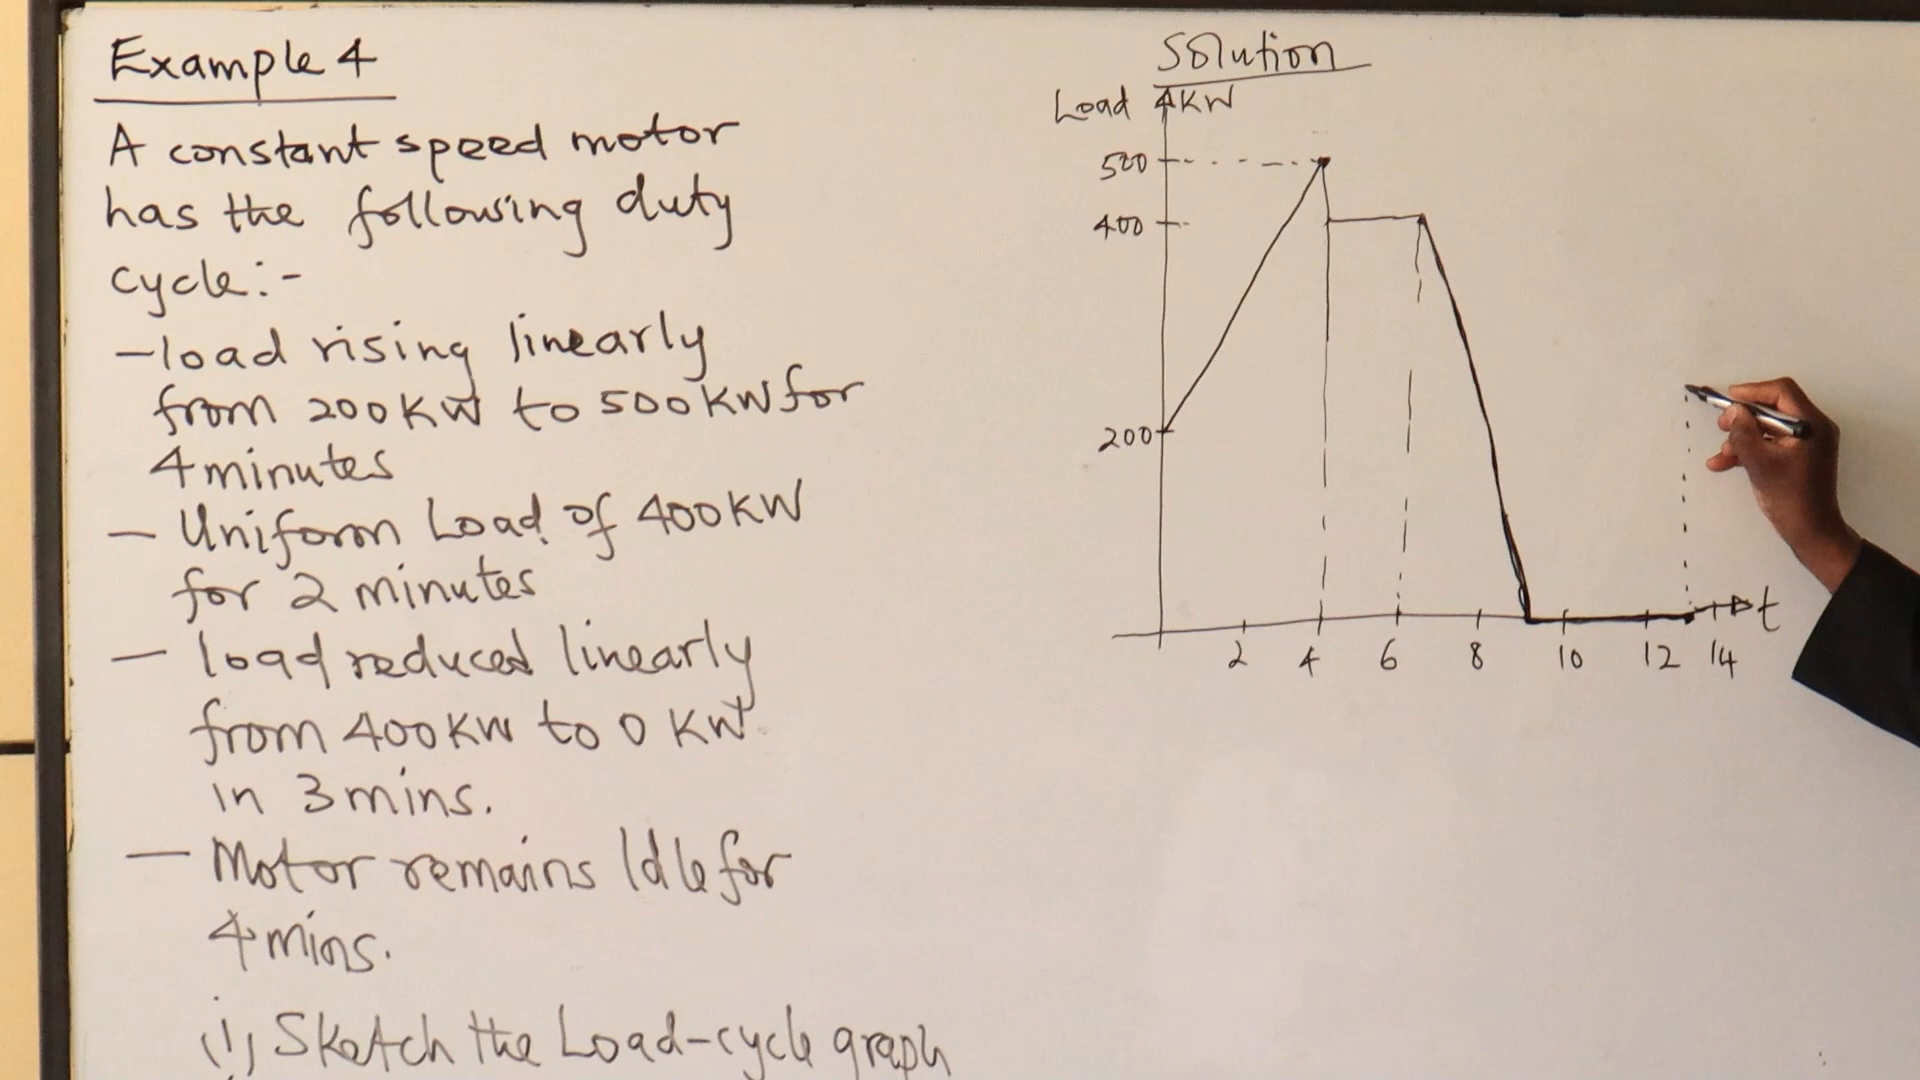 Example 4
A constant speed motor
has the following duty
cycle:-
- load rising linearly
from 200KW to 500KW for
4 minutes
- Uniform Load of 400KW
for 2 minutes
- load reduced linearly
from 400KW to 0 KW
in 3 mins.
- Motor remains Idle for
4 mins.
(i) Sketch the Load-cycle graph
Solution
Load KW
500
400
200
2 4 6 8 10 12 14
t